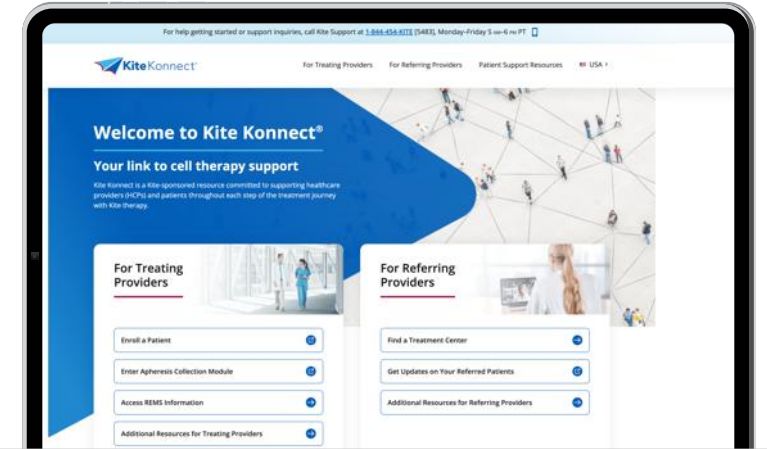 For help getting started or support inquiries, call Kite Support at 1-844-454-KITE [5483], Monday-Friday 5 AM-6 PM PT
KiteKonnect®
For Treating Providers
For Referring Providers
Patient Support Resources
USA
Welcome to Kite Konnect®
Your link to cell therapy support
Kite Konnect is a Kite-sponsored resource committed to supporting healthcare
providers (HCPs) and patients throughout each step of the treatment journey
with Kite therapy.
For Treating
Providers
Enroll a Patient
Enter Apheresis Collection Module
Access REMS Information
Additional Resources for Treating Providers
For Referring
Providers
Find a Treatment Center
Get Updates on Your Referred Patients
Additional Resources for Referring Providers